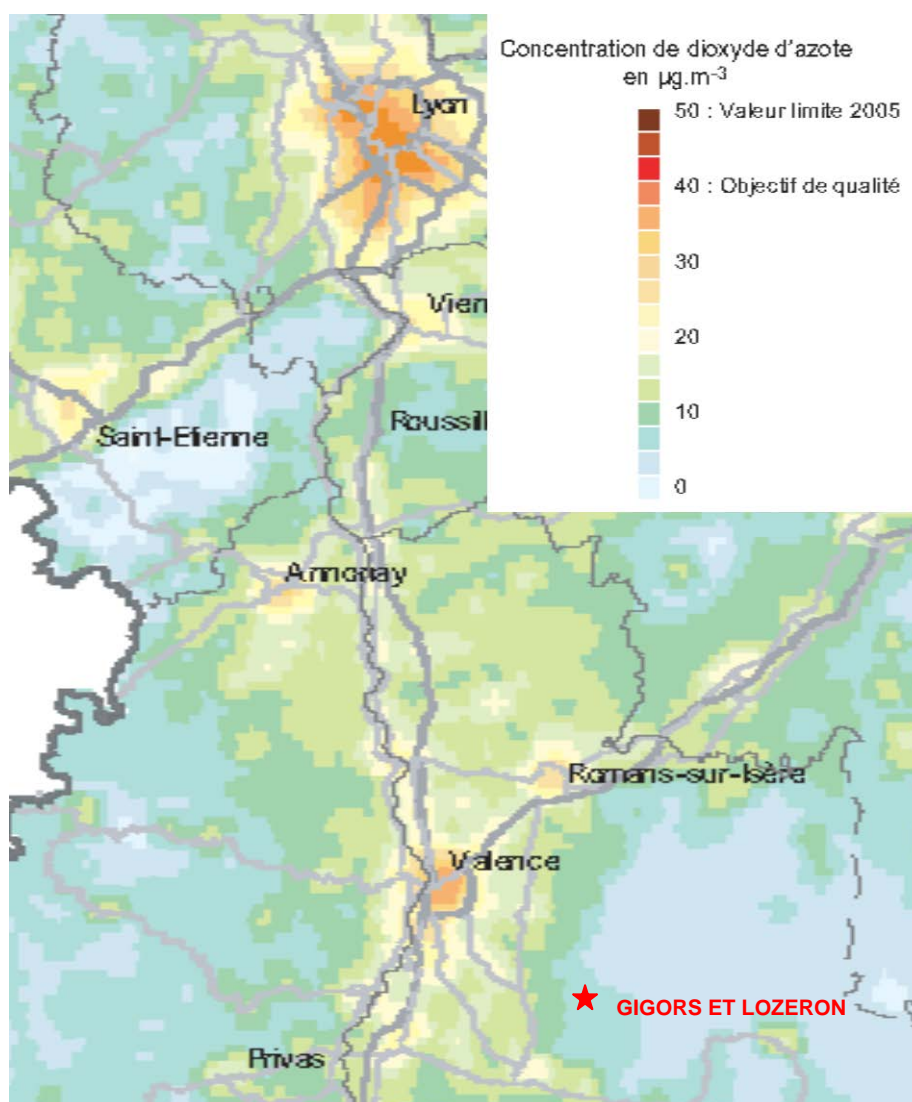 Concentration de dioxyde d'azote
en µg.m⁻³
50 : Valeur limite 2005
40 : Objectif de qualité
30
20
10
0
Lyon
Vien
Roussill
Saint-Etienne
Annonay
Romans-sur-Isère
Valence
GIGORS ET LOZERON
Privas